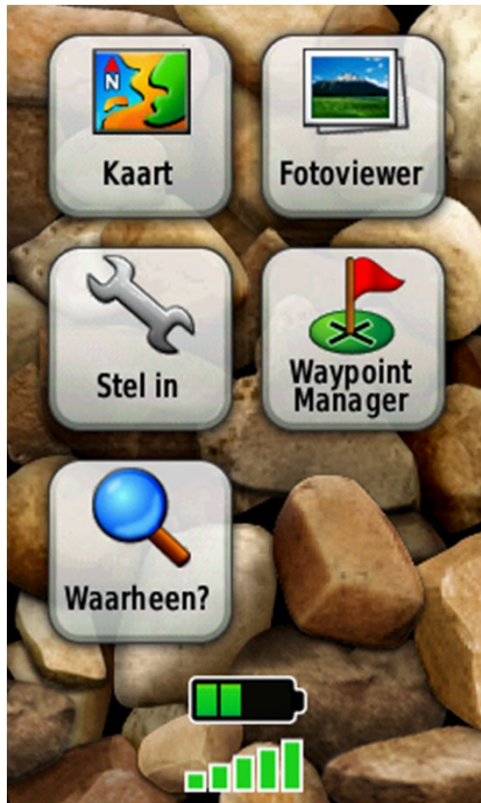 N
Kaart
Fotoviewer
Stel in
Waypoint
Manager
Waarheen?